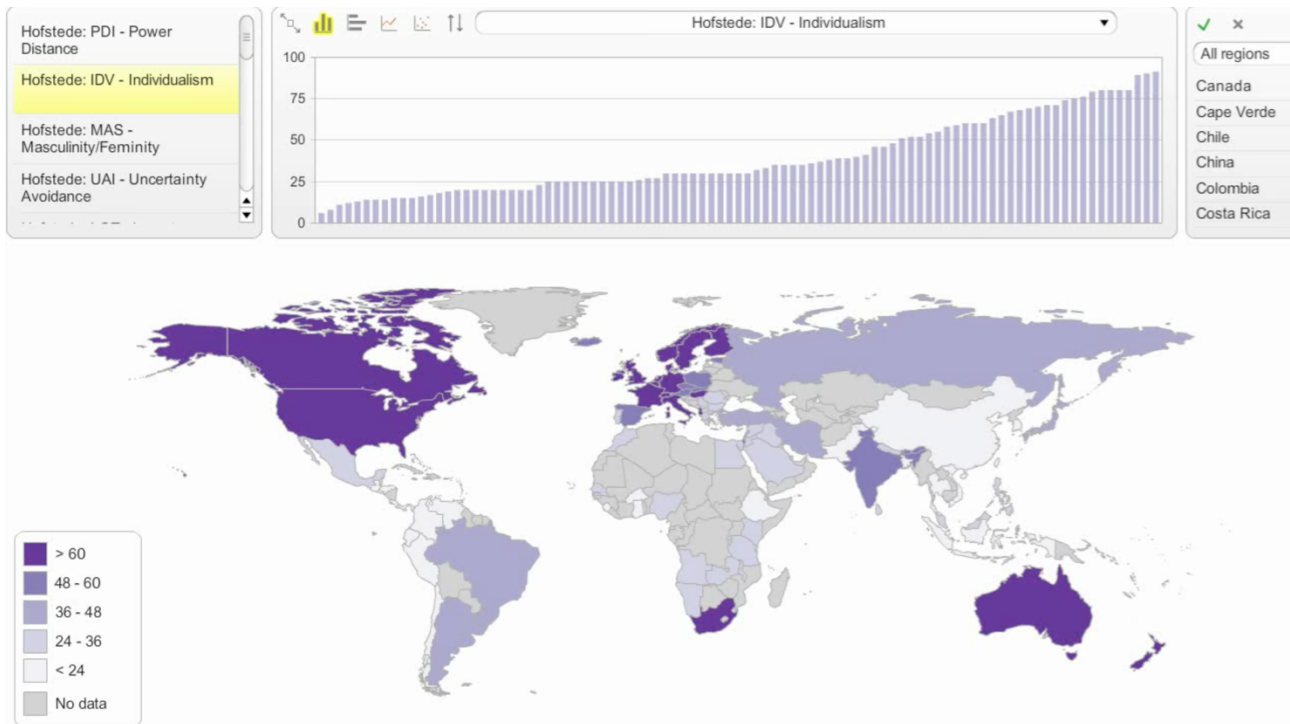 Hofstede: PDI - Power
Distance
Hofstede: IDV - Individualism
Hofstede: MAS -
Masculinity/Feminity
Hofstede: UAI - Uncertainty
Avoidance
Hofstede: IDV - Individualism
100
75
50
25
0
All regions
Canada
Cape Verde
Chile
China
Colombia
Costa Rica
> 60
48 - 60
36 - 48
24 - 36
< 24
No data